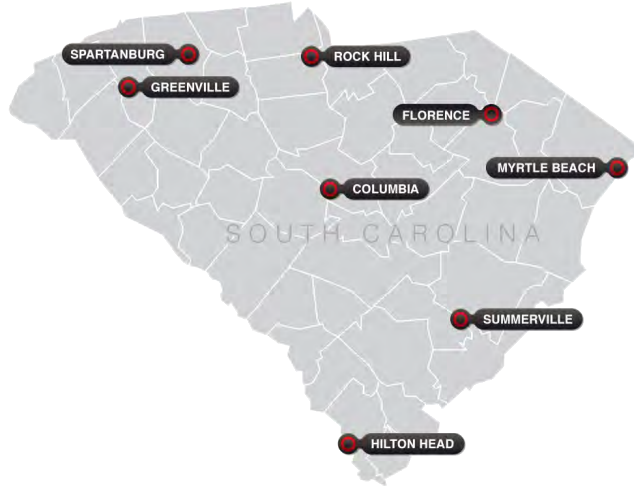 SPARTANBURG
ROCK HILL
GREENVILLE
FLORENCE
MYRTLE BEACH
COLUMBIA
SOUTH CAROLINA
SUMMERVILLE
HILTON HEAD